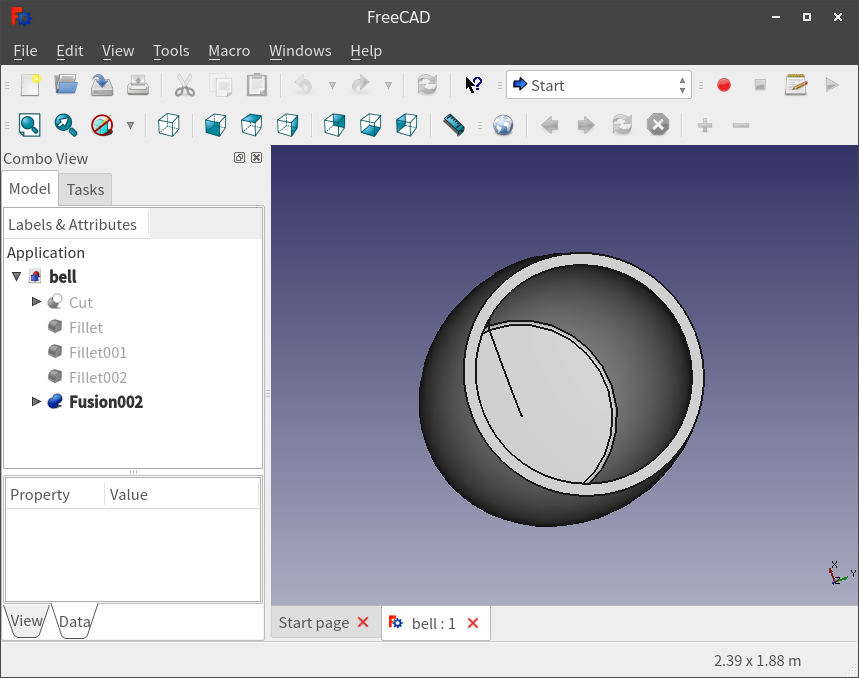 FreeCAD
File Edit View Tools Macro Windows Help
Start
Combo View
Model Tasks
Labels & Attributes
Application
bell
Cut
Fillet
Fillet001
Fillet002
Fusion002
Property Value
View Data
Start page bell : 1
X
Y
Z
2.39 x 1.88 m